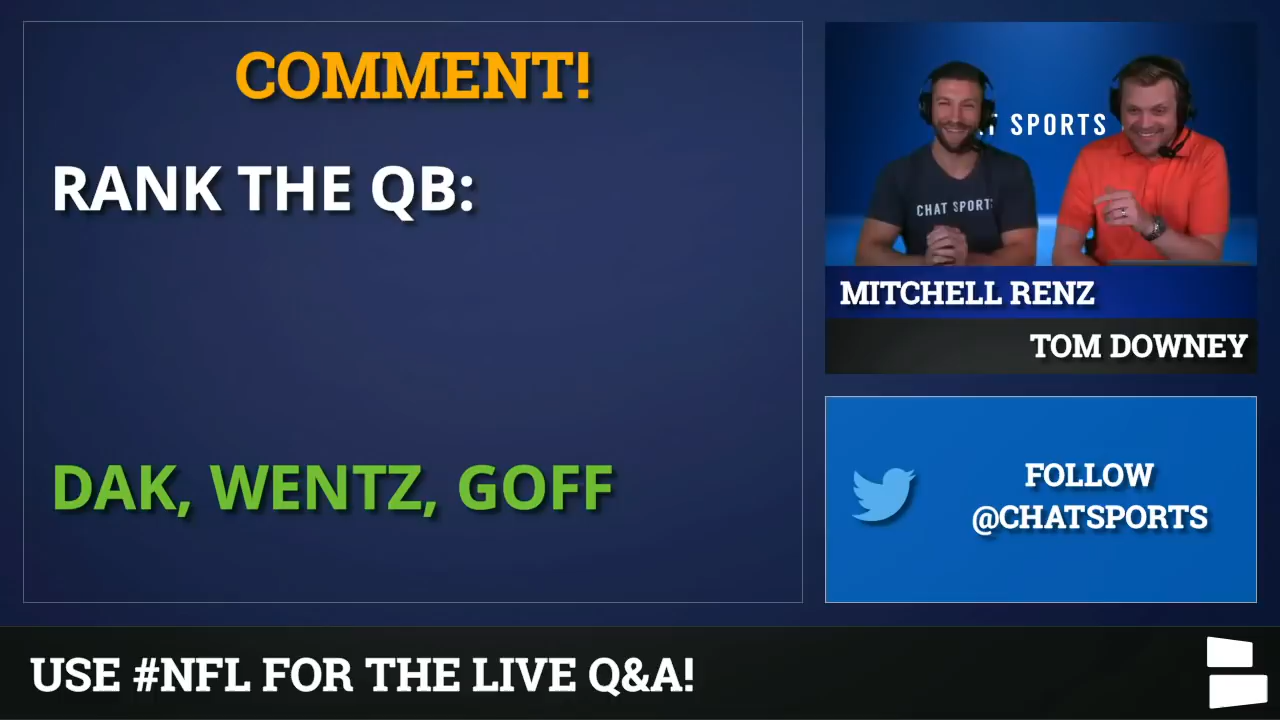 COMMENT!
RANK THE QB:
DAK, WENTZ, GOFF
T SPORTS
CHAT SPORTS
MITCHELL RENZ
TOM DOWNEY
FOLLOW
@CHATSPORTS
USE #NFL FOR THE LIVE Q&A!